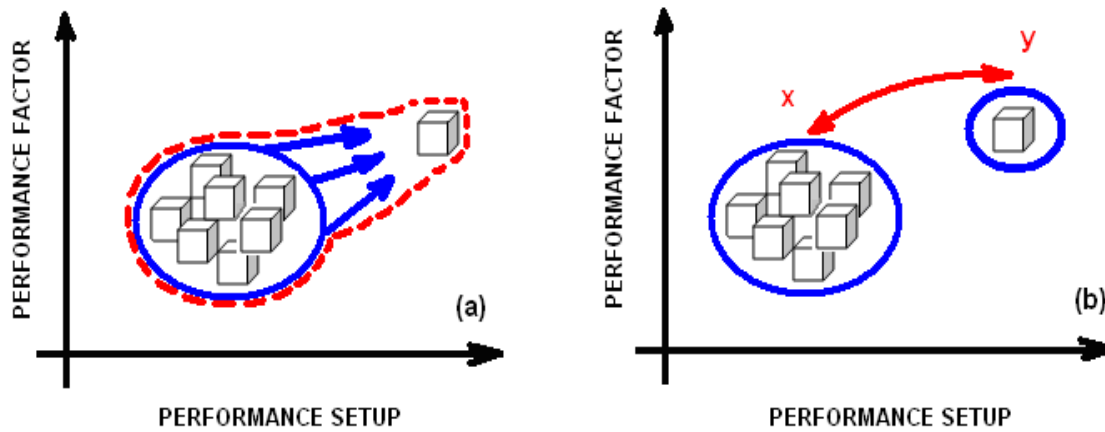 PERFORMANCE FACTOR
(a)
PERFORMANCE SETUP
PERFORMANCE FACTOR
x
y
(b)
PERFORMANCE SETUP